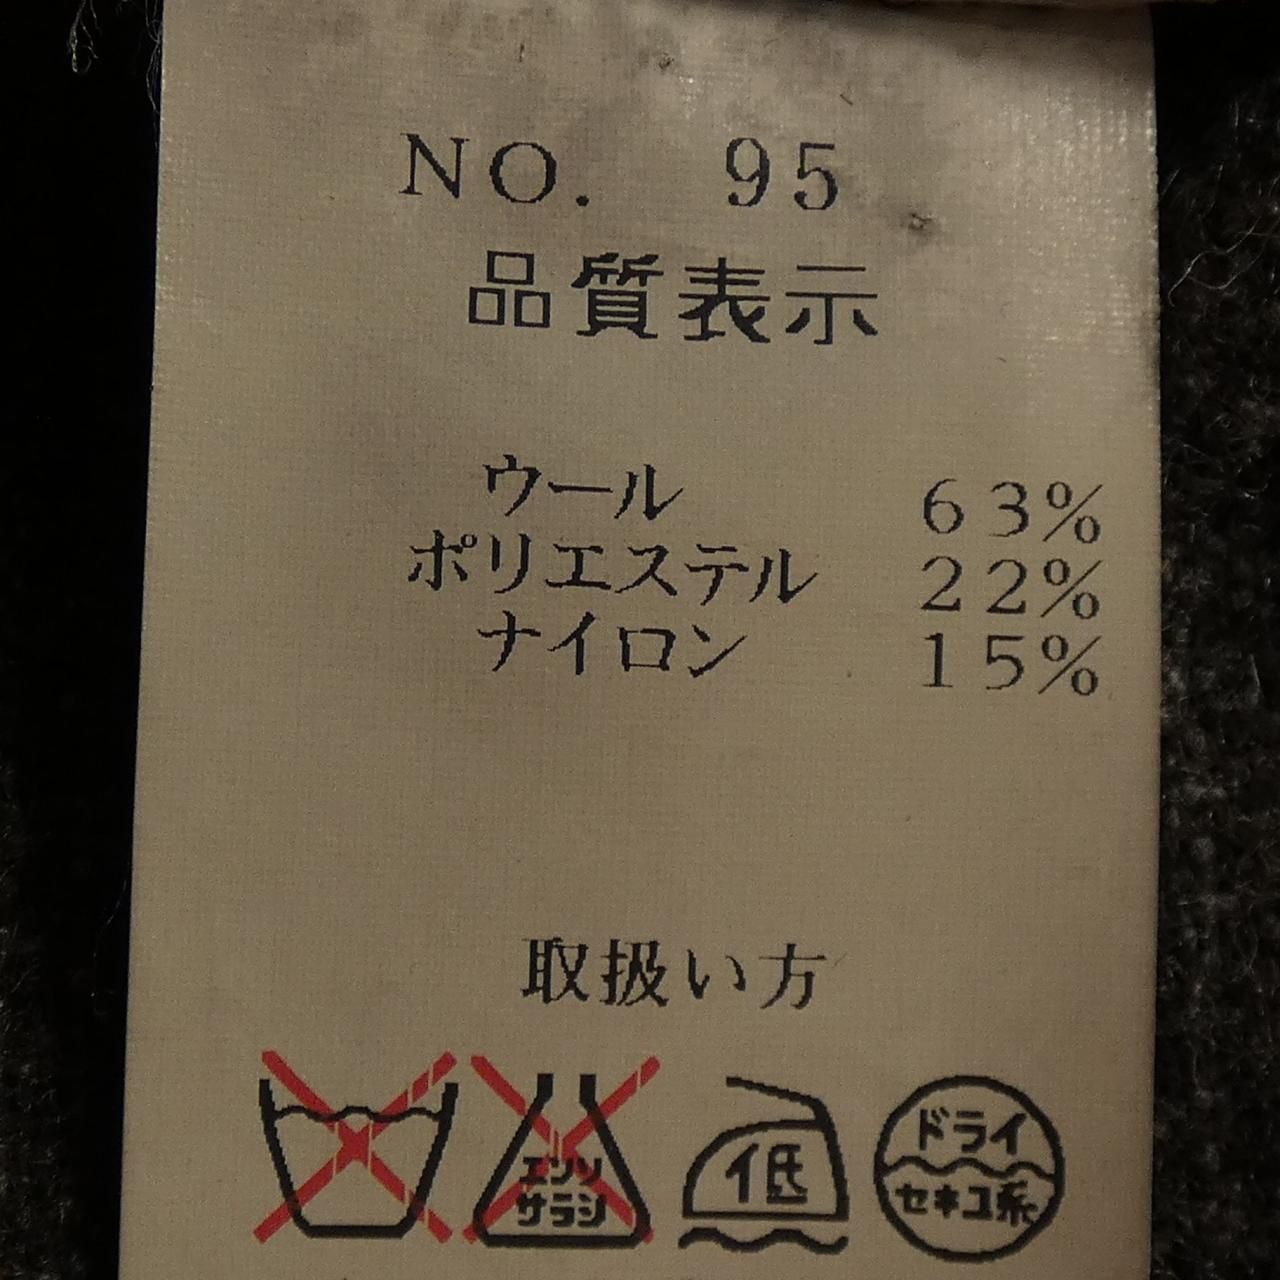 NO. 95
品質表示
ウール 63%
ポリエステル 22%
ナイロン 15%
取扱い方
エンソ
サラシ
低
ドライ
セキユ系